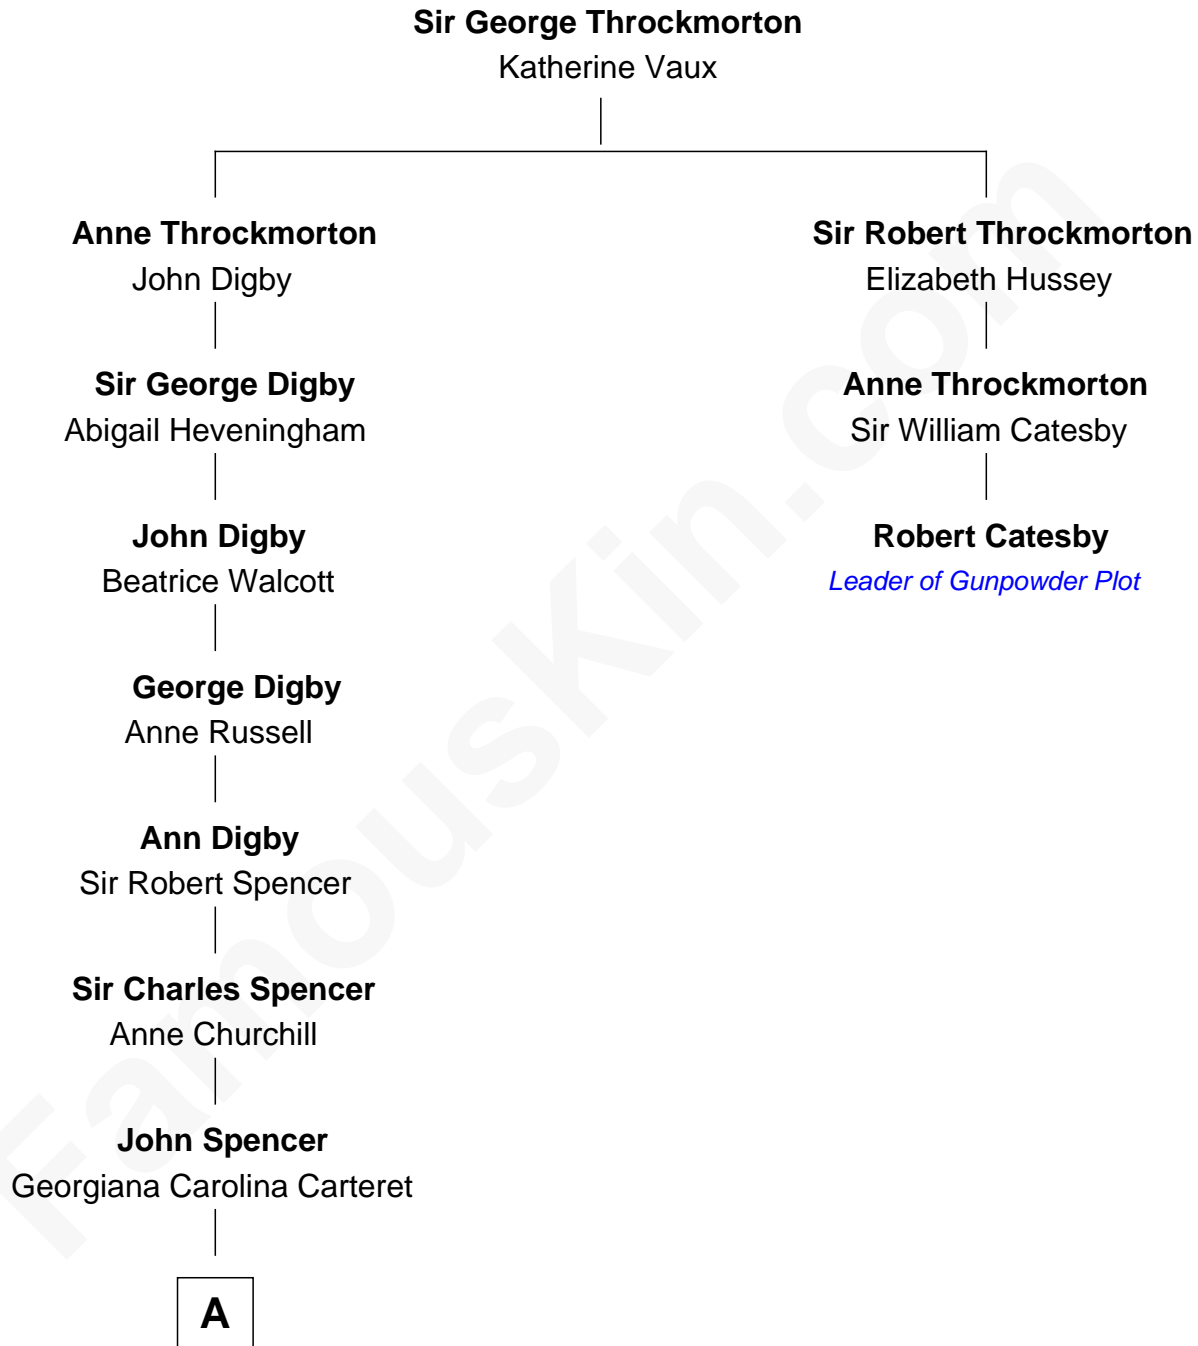 Sir George Throckmorton
Katherine Vaux
Anne Throckmorton
John Digby
Sir Robert Throckmorton
Elizabeth Hussey
Sir George Digby
Abigail Heveningham
Anne Throckmorton
Sir William Catesby
John Digby
Beatrice Walcott
Robert Catesby
Leader of Gunpowder Plot
George Digby
Anne Russell
Ann Digby
Sir Robert Spencer
Sir Charles Spencer
Anne Churchill
John Spencer
Georgiana Carolina Carteret
A
FamousKin.com